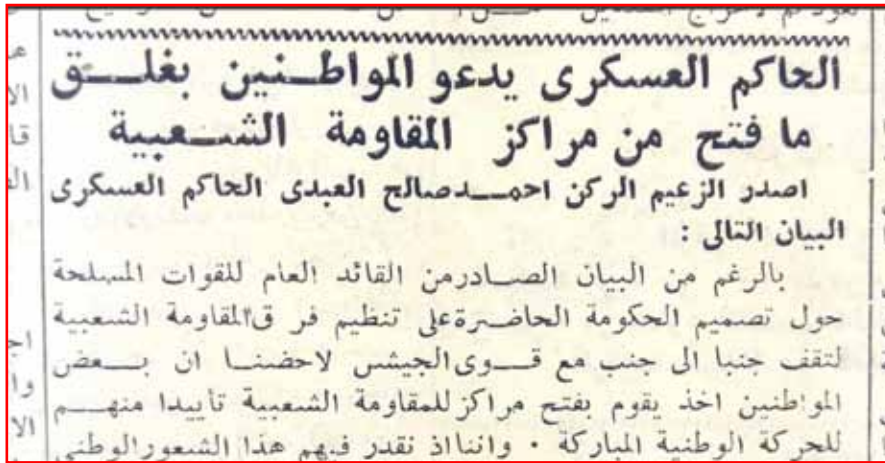 الحاكم العسكرى يدعو المواطنين بغلق
ما فتح من مراكز المقاومة الشعبية
اصدر الزعيم الركن احمد صالح العبدى الحاكم العسكرى
البيان التالى :
بالرغم من البيان الصادر من القائد العام للقوات المسلحة
حول تصميم الحكومة الحاضرة على تنظيم فر ق المقاومة الشعبية
لتقف جنبا الى جنب مع قوى الجيش لاحضنا ان بعض
المواطنين اخذ يقوم بفتح مراكز للمقاومة الشعبية تأييدا منهم
للحركة الوطنية المباركة • واننا اذ نقدر فيهم هذا الشعور الوطني